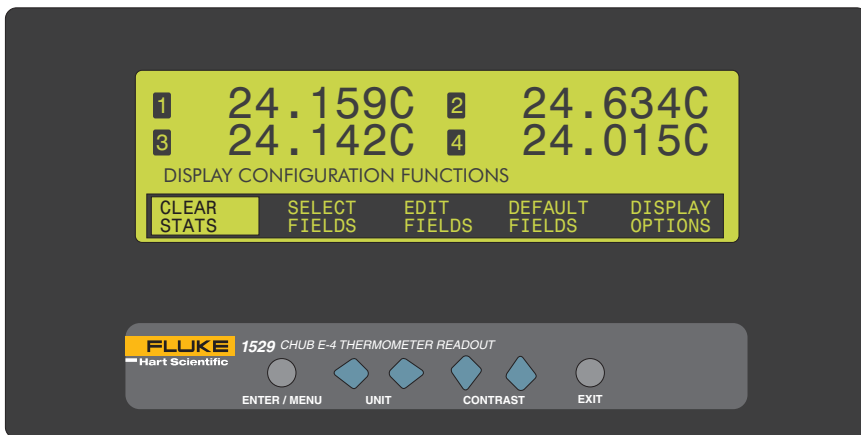 1 24.159C 2 24.634C
3 24.142C 4 24.015C
DISPLAY CONFIGURATION FUNCTIONS
CLEAR SELECT EDIT DEFAULT DISPLAY
STATS FIELDS FIELDS FIELDS OPTIONS
FLUKE 1529 CHUB E-4 THERMOMETER READOUT
Hart Scientific
ENTER / MENU UNIT CONTRAST EXIT